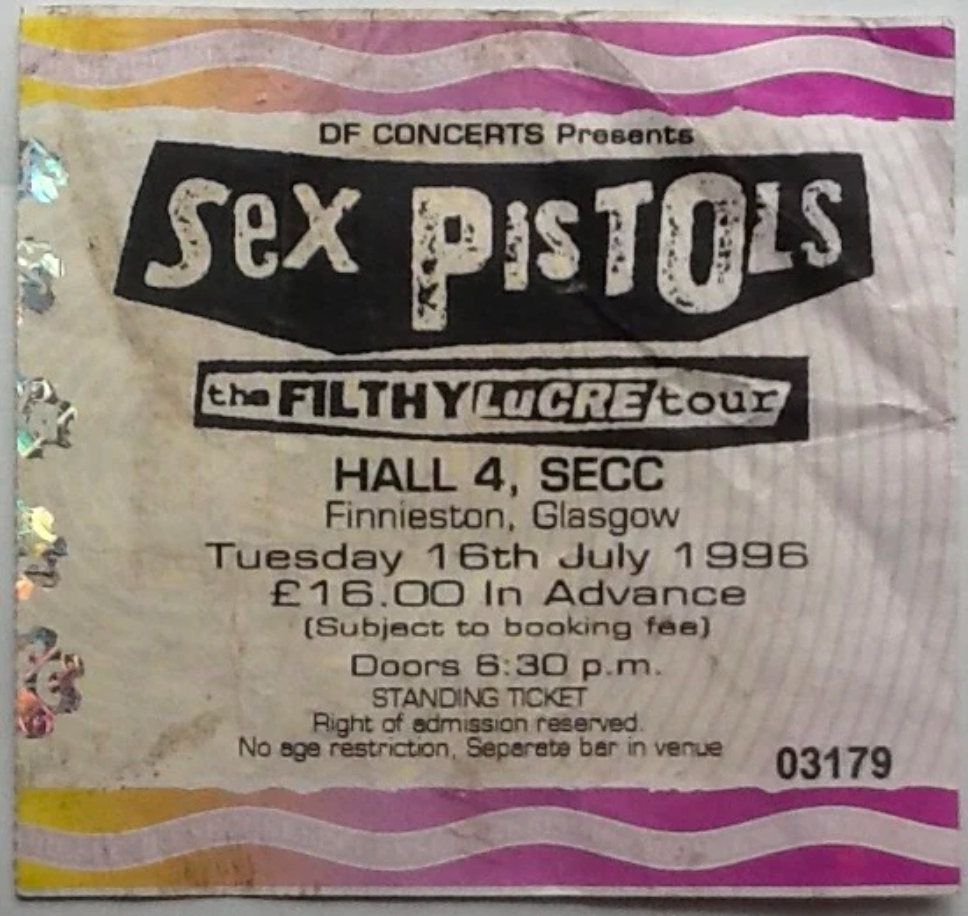 DF CONCERTS Presents
Sex PisTOLS
the FILTHY LuCRE tour
HALL 4, SECC
Finnieston, Glasgow
Tuesday 16th July 1996
£16.00 In Advance
(Subject to booking fee)
Doors 6:30 p.m.
STANDING TICKET
Right of admission reserved.
No age restriction, Separate bar in venue
03179